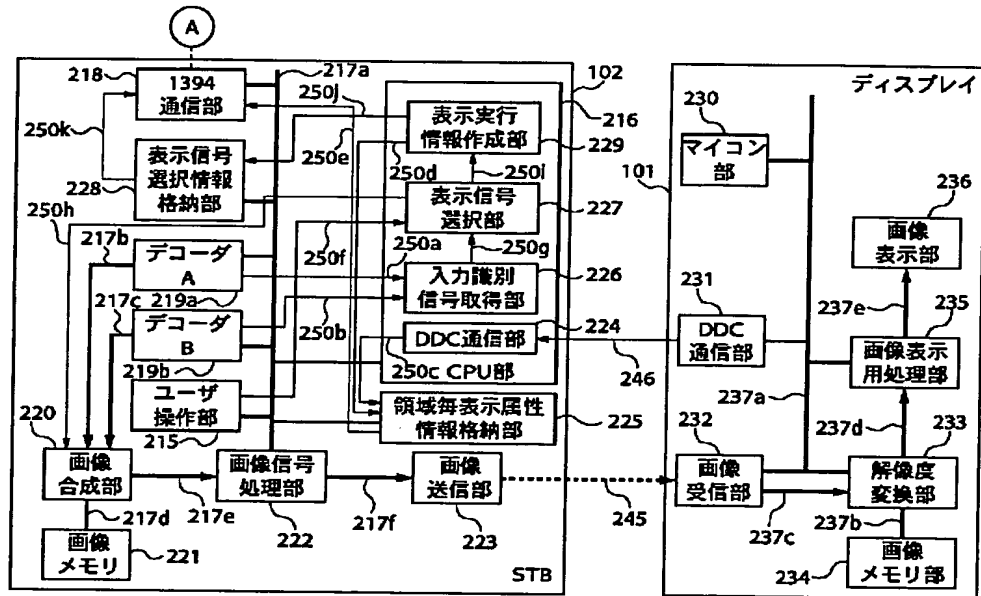 A
218
1394
通信部
217a
250j
102
216
表示実行
情報作成部
229
250k
250e
250d
250i
表示信号
選択情報
格納部
228
表示信号
選択部
227
250h
217b
デコーダ
A
219a
250f
250a
250g
入力識別
信号取得部
226
217c
デコーダ
B
219b
250b
DDC通信部
224
250c
CPU部
ユーザ
操作部
215
領域毎表示属性
情報格納部
225
220
画像
合成部
217e
画像信号
処理部
222
217f
画像
送信部
223
217d
画像
メモリ
221
STB
245
246
ディスプレイ
101
230
マイコン
部
236
画像
表示部
231
DDC
通信部
237e
235
画像表示
用処理部
237a
237d
232
画像
受信部
237c
233
解像度
変換部
237b
234
画像
メモリ部